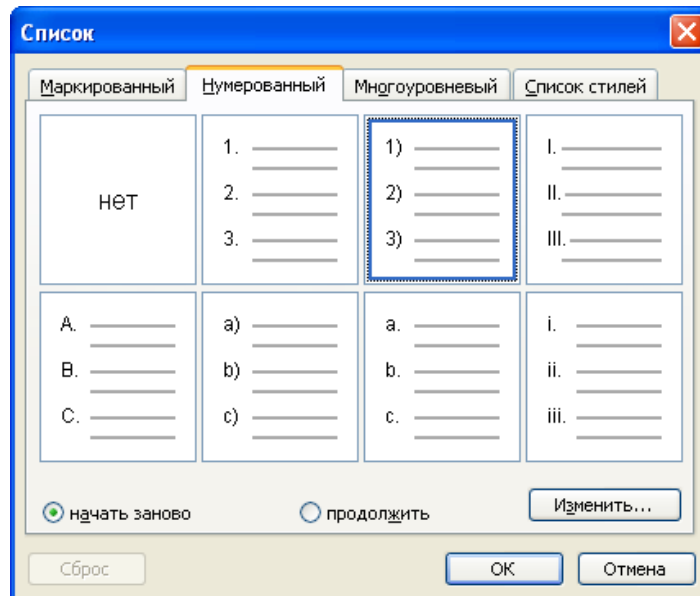 Список
Маркированный Нумерованный Многоуровневый Список стилей
нет
1.
2.
3.
1)
2)
3)
I.
II.
III.
A.
B.
C.
a)
b)
c)
a.
b.
c.
i.
ii.
iii.
начать заново продолжить Изменить...
Сброс ОК Отмена